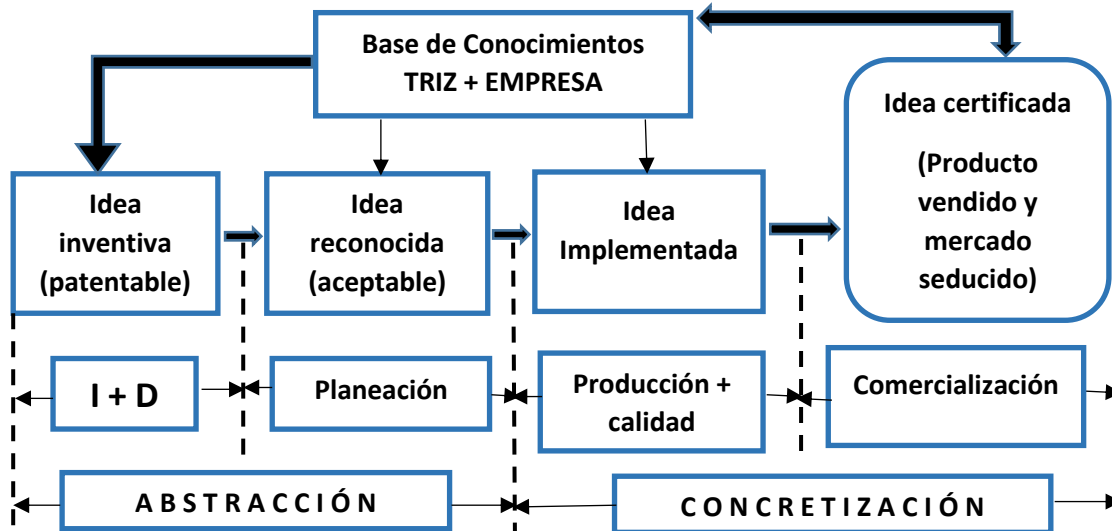 Base de Conocimientos
TRIZ + EMPRESA
Idea certificada
(Producto
vendido y
mercado
seducido)
Idea
inventiva
(patentable)
Idea
reconocida
(aceptable)
Idea
Implementada
I + D
Planeación
Producción +
calidad
Comercialización
A B S T R A C C I Ó N
C O N C R E T I Z A C I Ó N